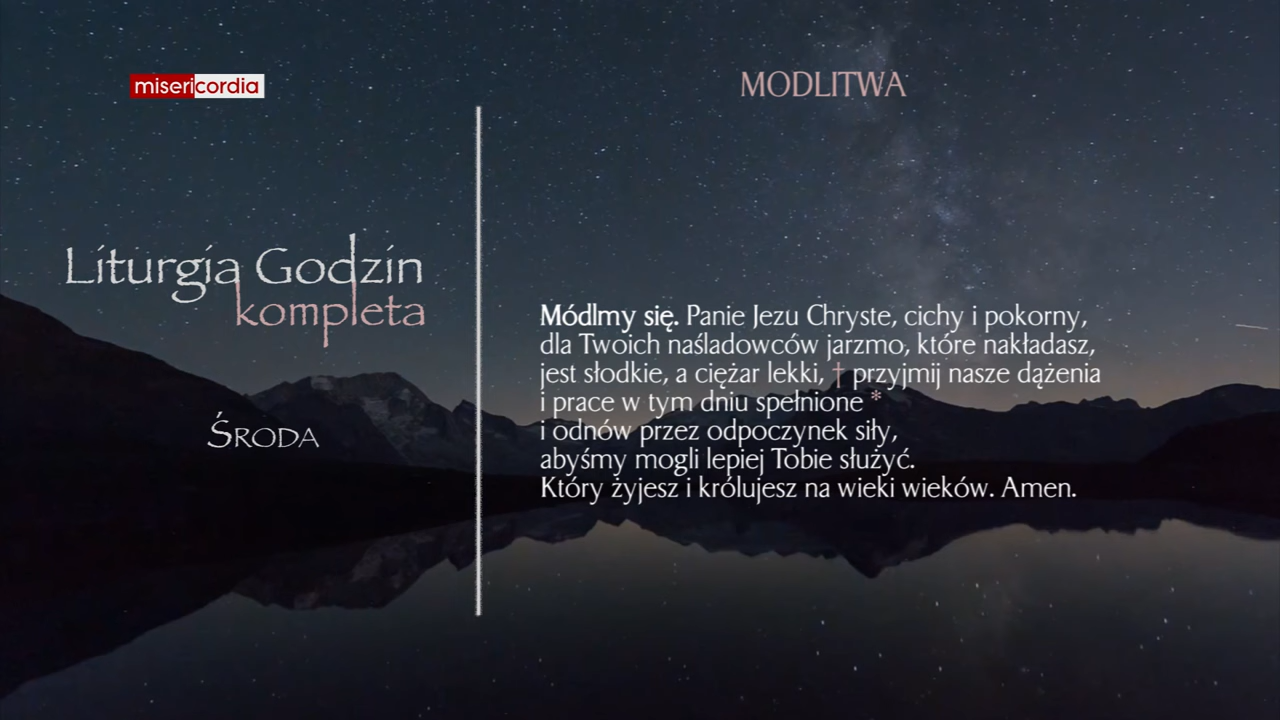 misericordia
Liturgia Godzin
kompleta
Środa
MODLITWA
Módlmy się. Panie Jezu Chryste, cichy i pokorny,
dla Twoich naśladowców jarzmo, które nakładasz,
jest słodkie, a ciężar lekki, † przyjmij nasze dążenia
i prace w tym dniu spełnione *
i odnów przez odpoczynek siły,
abyśmy mogli lepiej Tobie służyć.
Który żyjesz i królujesz na wieki wieków. Amen.